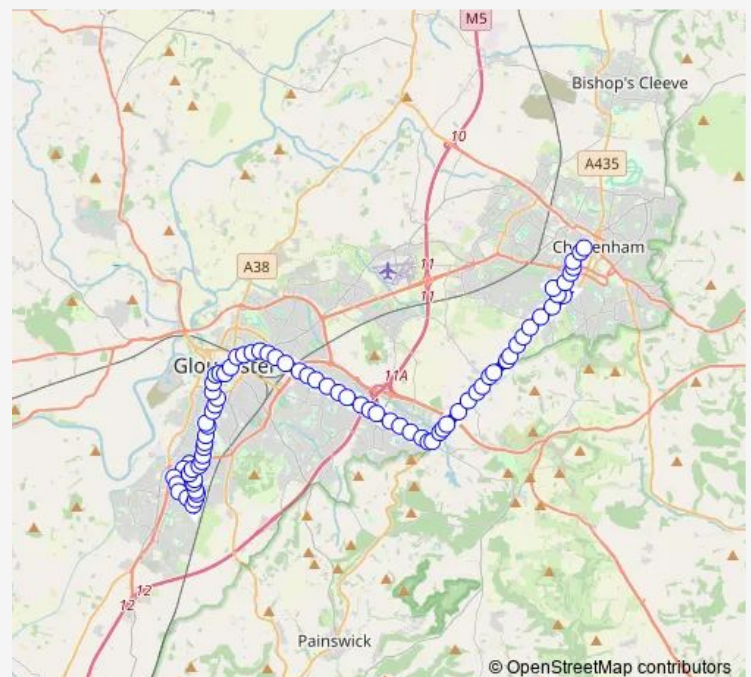 M5
Bishop's Cleeve
10
A435
Cheltenham
A38
11
11
Gloucester
11A
12
12
Painswick
© OpenStreetMap contributors